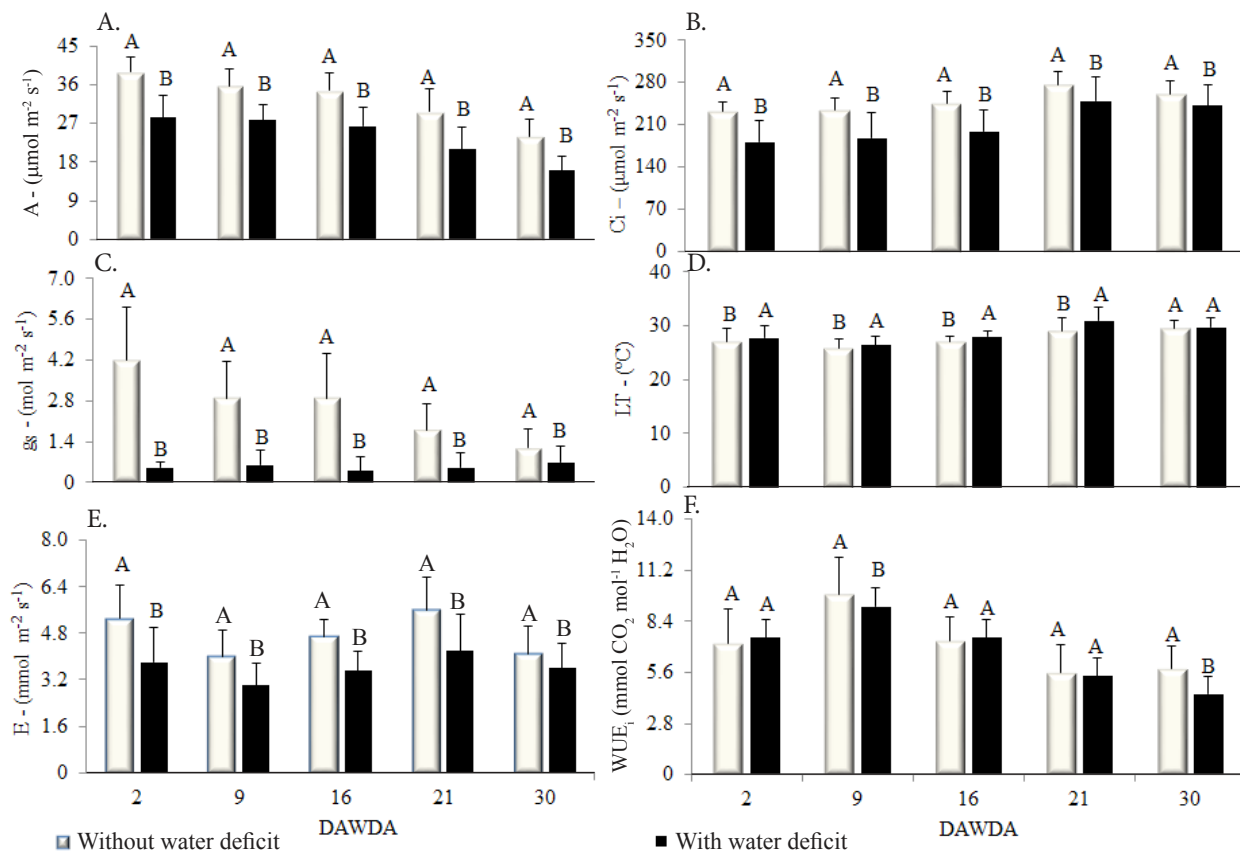 A.
A - (μmol m⁻² s⁻¹)
45
36
27
18
9
0
A B A B A B A B A B
B.
Ci – (μmol m⁻² s⁻¹)
350
280
210
140
70
0
A B A B A B A B A B
C.
gs - (mol m⁻² s⁻¹)
7.0
5.6
4.2
2.8
1.4
0
A B A B A B A B A B
D.
LT - (ºC)
40
30
20
10
0
B A B A B A B A A A
E.
E - (mmol m⁻² s⁻¹)
8.0
6.4
4.8
3.2
1.6
0
A B A B A B A B A B
2 9 16 21 30
DAWDA
F.
WUEᵢ (mmol CO₂ mol⁻¹ H₂O)
14.0
11.2
8.4
5.6
2.8
0
A A A B A A A A A B
2 9 16 21 30
DAWDA
Without water deficit
With water deficit